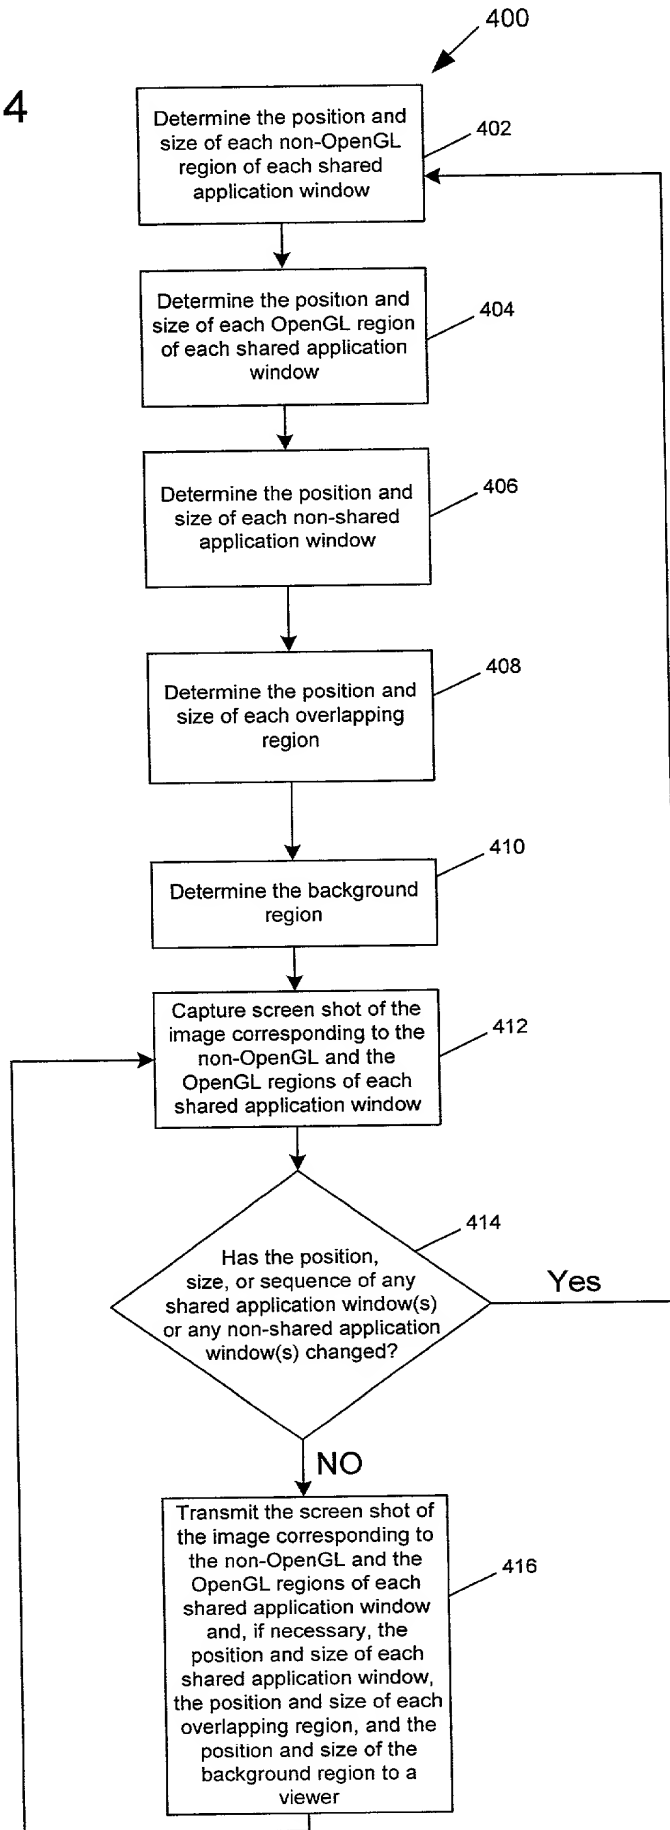 400
4
Determine the position and
size of each non-OpenGL
region of each shared
application window
402
Determine the position and
size of each OpenGL region
of each shared application
window
404
Determine the position and
size of each non-shared
application window
406
Determine the position and
size of each overlapping
region
408
Determine the background
region
410
Capture screen shot of the
image corresponding to the
non-OpenGL and the
OpenGL regions of each
shared application window
412
Has the position,
size, or sequence of any
shared application window(s)
or any non-shared application
window(s) changed?
414
Yes
NO
Transmit the screen shot of
the image corresponding to
the non-OpenGL and the
OpenGL regions of each
shared application window
and, if necessary, the
position and size of each
shared application window,
the position and size of each
overlapping region, and the
position and size of the
background region to a
viewer
416